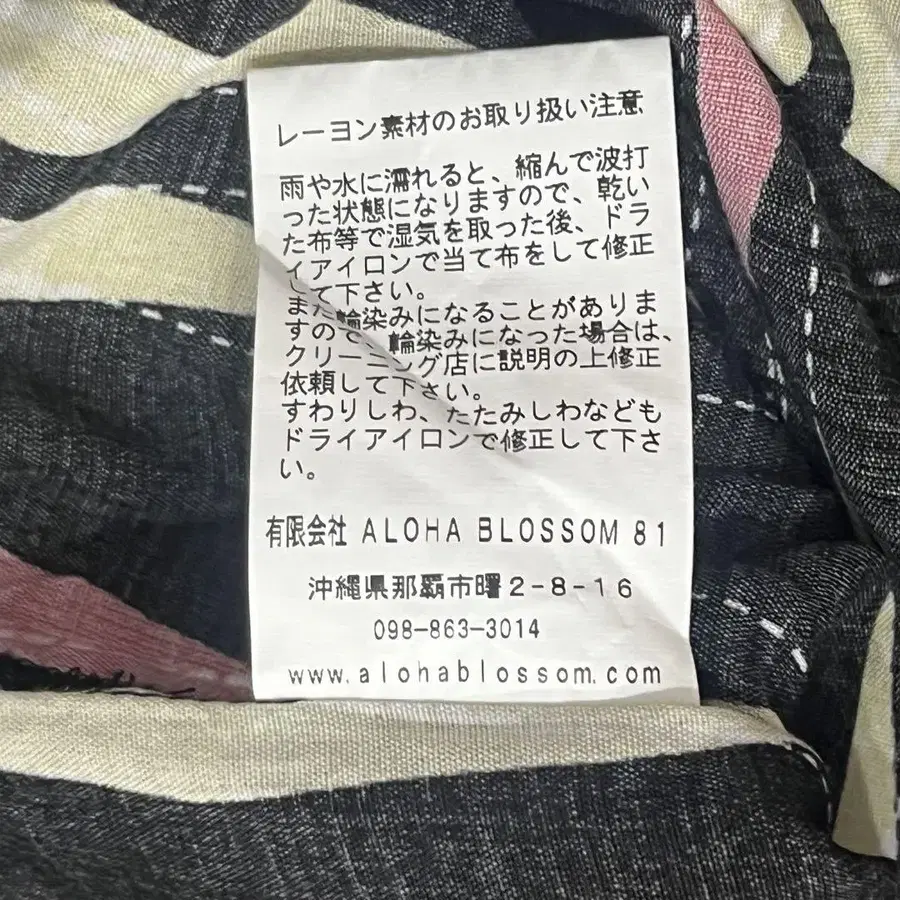 レーヨン素材のお取り扱い注意
雨や水に濡れると、縮んで波打
った状態になりますので、乾い
た布等で湿気を取った後、ドラ
イアイロンで当て布をして修正
して下さい。
また輪染みになることがありま
すので、輪染みになった場合は、
クリーニング店に説明の上修正
依頼して下さい。
すわりしわ、たたみしわなども
ドライアイロンで修正して下さ
い。
有限会社 ALOHA BLOSSOM 81
沖縄県那覇市曙2-8-16
098-863-3014
www.alohablossom.com